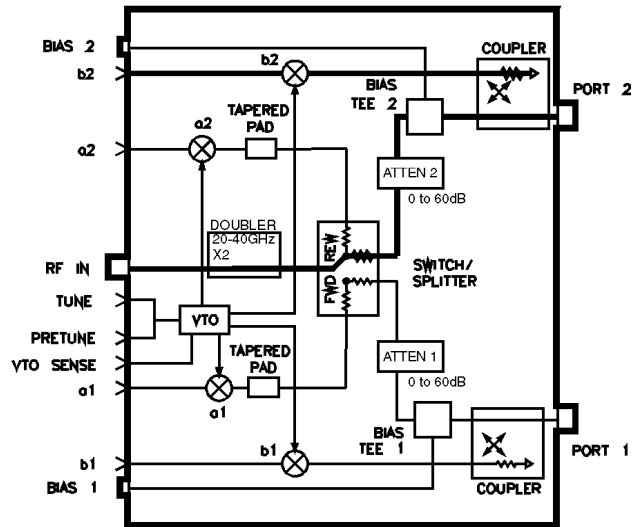 BIAS 2
b2
b2
COUPLER
BIAS
TEE 2
PORT 2
TAPERED
PAD
a2
a2
ATTEN 2
0 to 60dB
DOUBLER
20-40GHz
X2
REW
RF IN
SWITCH/
SPLITTER
FWD
TUNE
VTO
PRETUNE
TAPERED
PAD
VTO SENSE
ATTEN 1
0 to 60dB
a1
a1
BIAS
TEE 1
b1
b1
PORT 1
BIAS 1
COUPLER